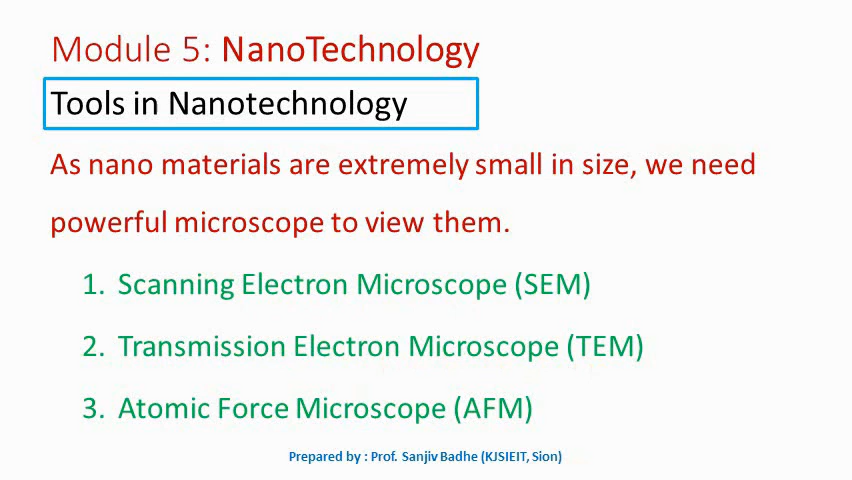 Module 5: NanoTechnology
Tools in Nanotechnology
As nano materials are extremely small in size, we need
powerful microscope to view them.
1. Scanning Electron Microscope (SEM)
2. Transmission Electron Microscope (TEM)
3. Atomic Force Microscope (AFM)
Prepared by : Prof. Sanjiv Badhe (KJSIEIT, Sion)